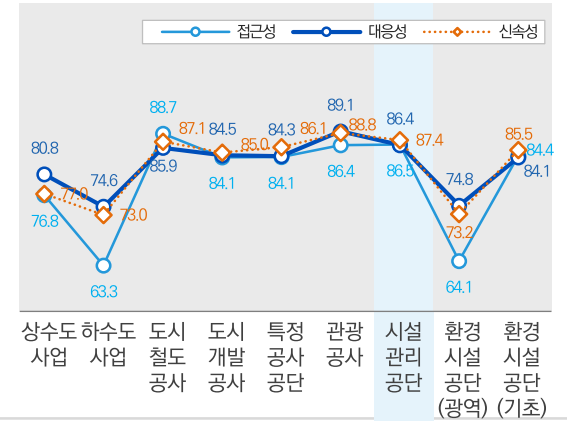 접근성 대응성 신속성
88.7 87.1 84.5 84.3 86.1 89.1 88.8 86.4
80.8 74.6 85.9 85.0 87.4 74.8 85.5 84.4
76.8 77.0 73.0 84.1 84.1 86.4 86.5 73.2 84.1
63.3 64.1
상수도 하수도 도시 도시 특정 관광 시설 환경 환경
사업 사업 철도 개발 공사 공사 관리 시설 시설
공사 공사 공단 공단 공단 공단
(광역) (기초)